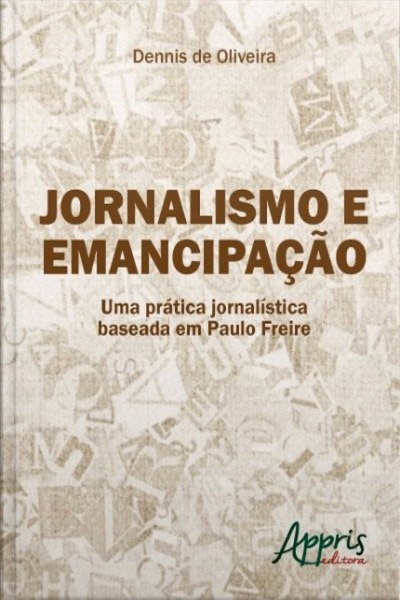 Dennis de Oliveira
JORNALISMO E
EMANCIPAÇÃO
Uma prática jornalística
baseada em Paulo Freire
Appris
editora